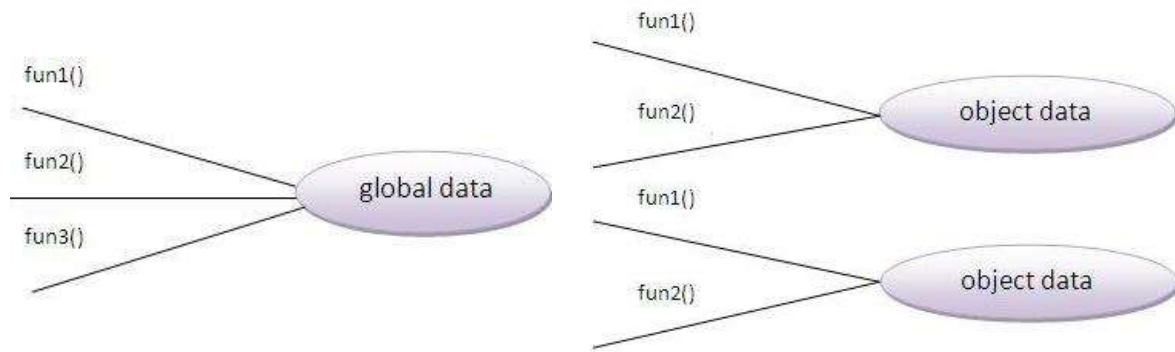 fun1()
fun2()
global data
fun3()
fun1()
object data
fun2()
fun1()
object data
fun2()